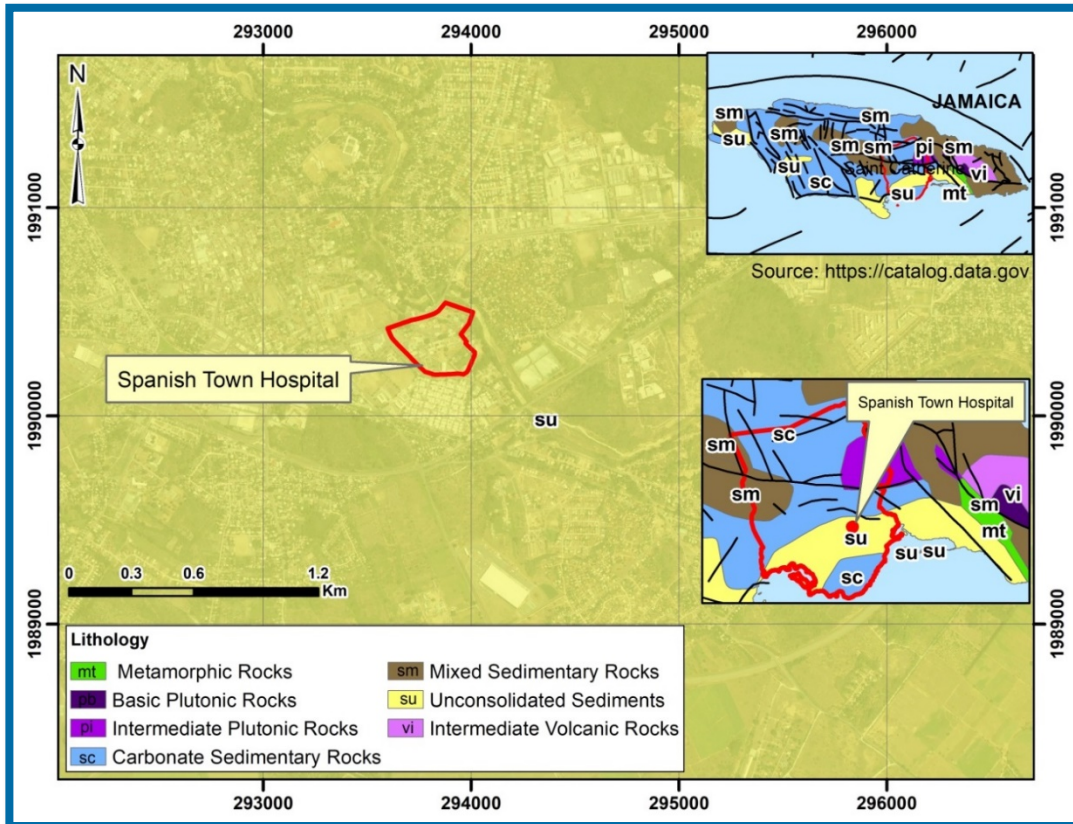 293000 294000 295000 296000
N
JAMAICA
sm
sm
su
sm
sm
sm
pi
sm
su
sc
Saint Catherine
vi
su
mt
1991000
1991000
Source: https://catalog.data.gov
Spanish Town Hospital
Spanish Town Hospital
1990000
1990000
su
sc
sm
sm
vi
sm
mt
su
su su
sc
0 0.3 0.6 1.2
Km
1989000
1989000
Lithology
mt Metamorphic Rocks
pb Basic Plutonic Rocks
pi Intermediate Plutonic Rocks
sc Carbonate Sedimentary Rocks
sm Mixed Sedimentary Rocks
su Unconsolidated Sediments
vi Intermediate Volcanic Rocks
293000 294000 295000 296000